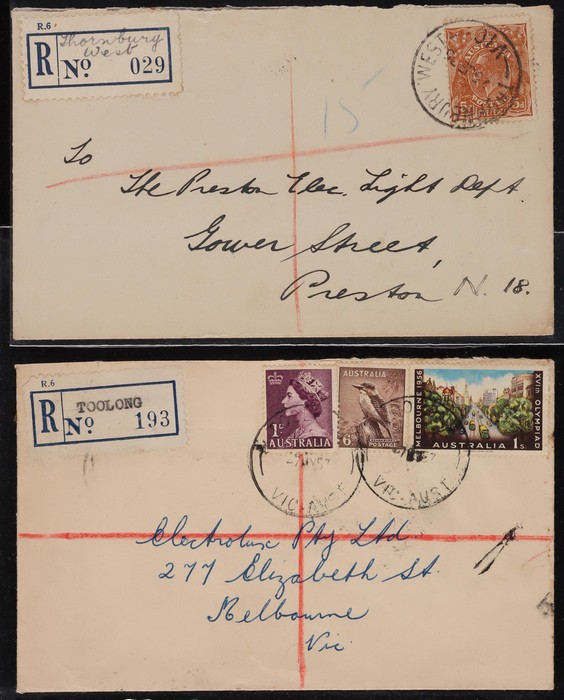 R.6
R Nº 029
Thornbury West
15
To
The Preston Elec. Light Dept.
Gower Street,
Preston N. 18.
R.6
R TOOLONG
Nº 193
1D
AUSTRALIA
AUSTRALIA
6D
POSTAGE
MELBOURNE 1956
XVIth OLYMPIAD
AUSTRALIA 1s
VIC-AUST
VIC-AUST
Electrolux Pty Ltd.
277 Elizabeth St.
Melbourne
Vic